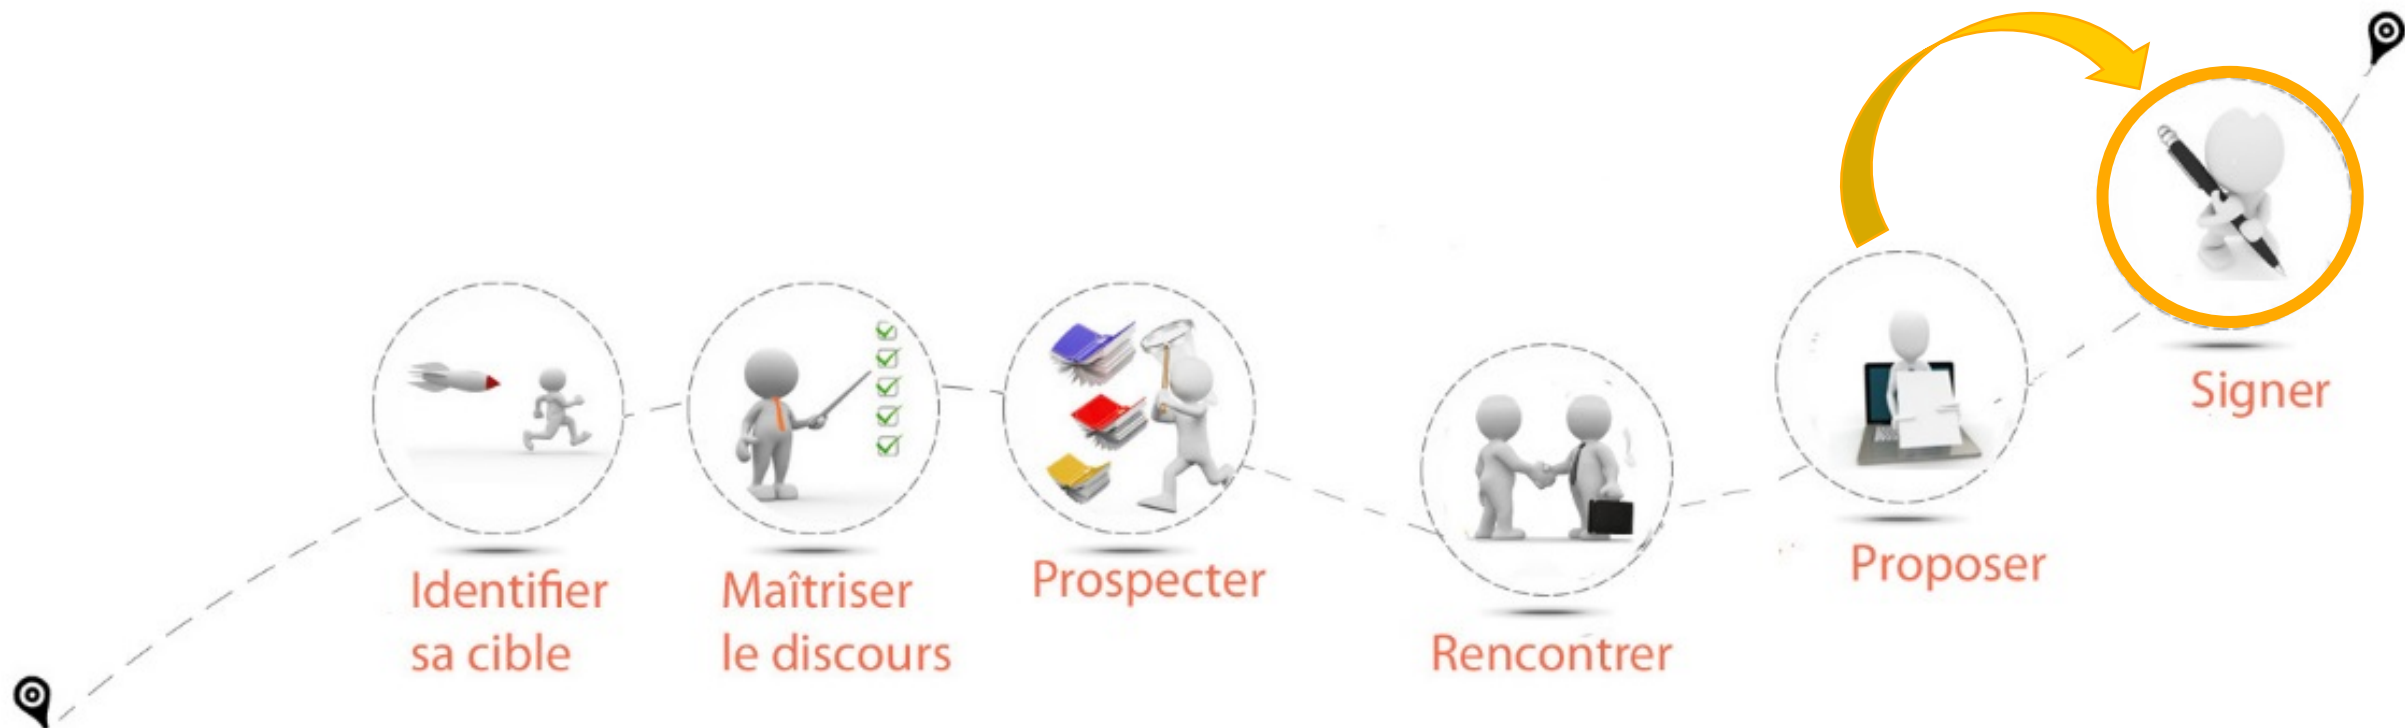 Identifier
sa cible
Maîtriser
le discours
Prospecter
Rencontrer
Proposer
Signer